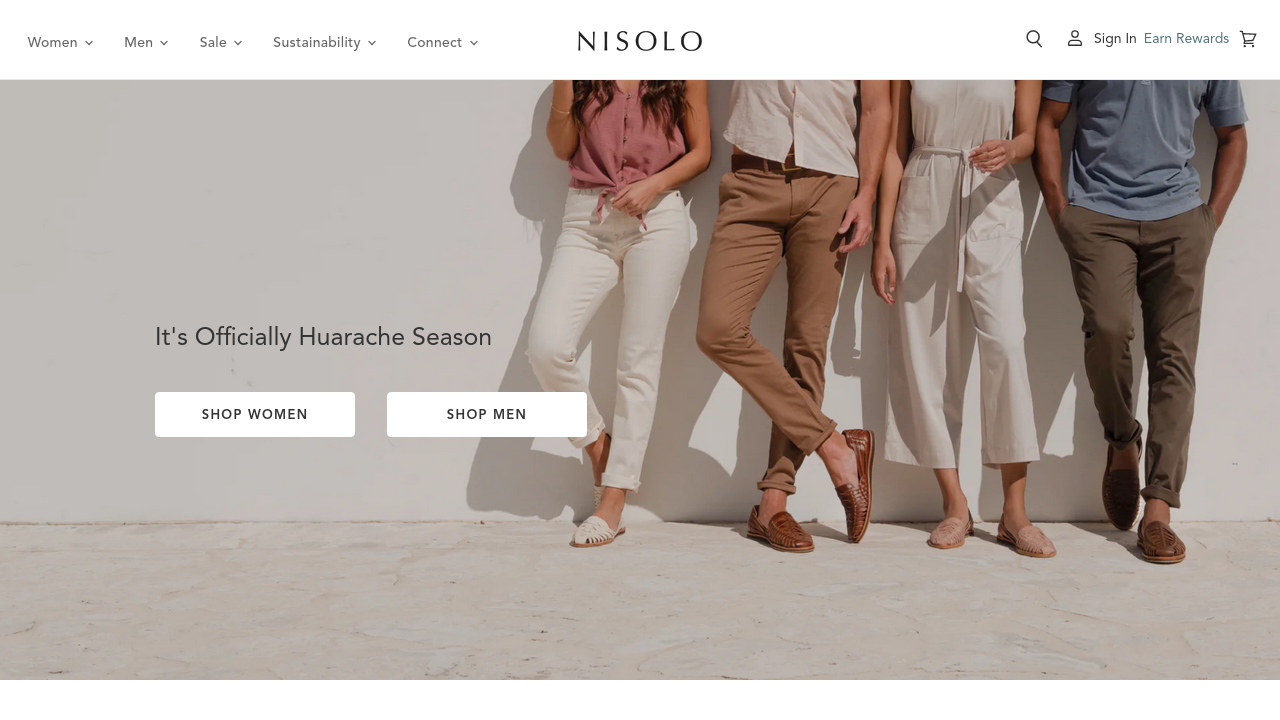 Women Men Sale Sustainability Connect NISOLO Sign In Earn Rewards
It's Officially Huarache Season
SHOP WOMEN SHOP MEN